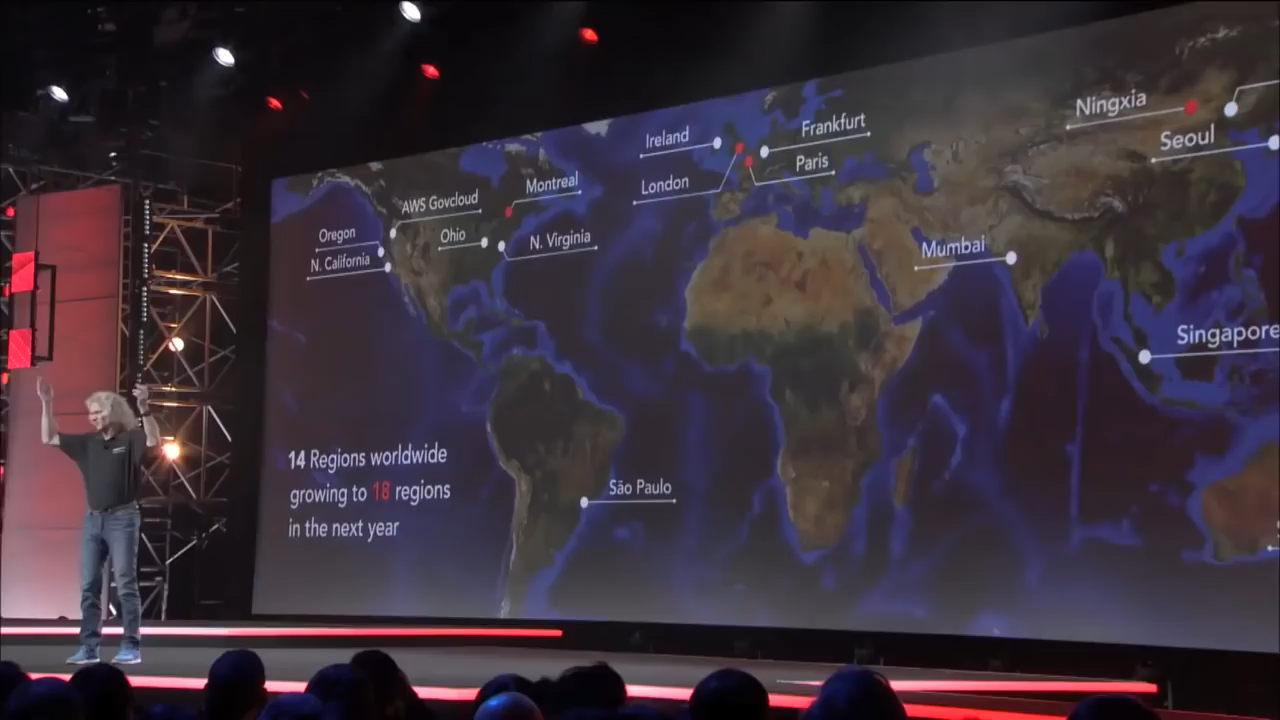 Ningxia
Seoul
Ireland
Frankfurt
London
Paris
AWS Govcloud
Montreal
Oregon
Ohio
N. Virginia
N. California
Mumbai
Singapore
14 Regions worldwide
growing to 18 regions
in the next year
São Paulo